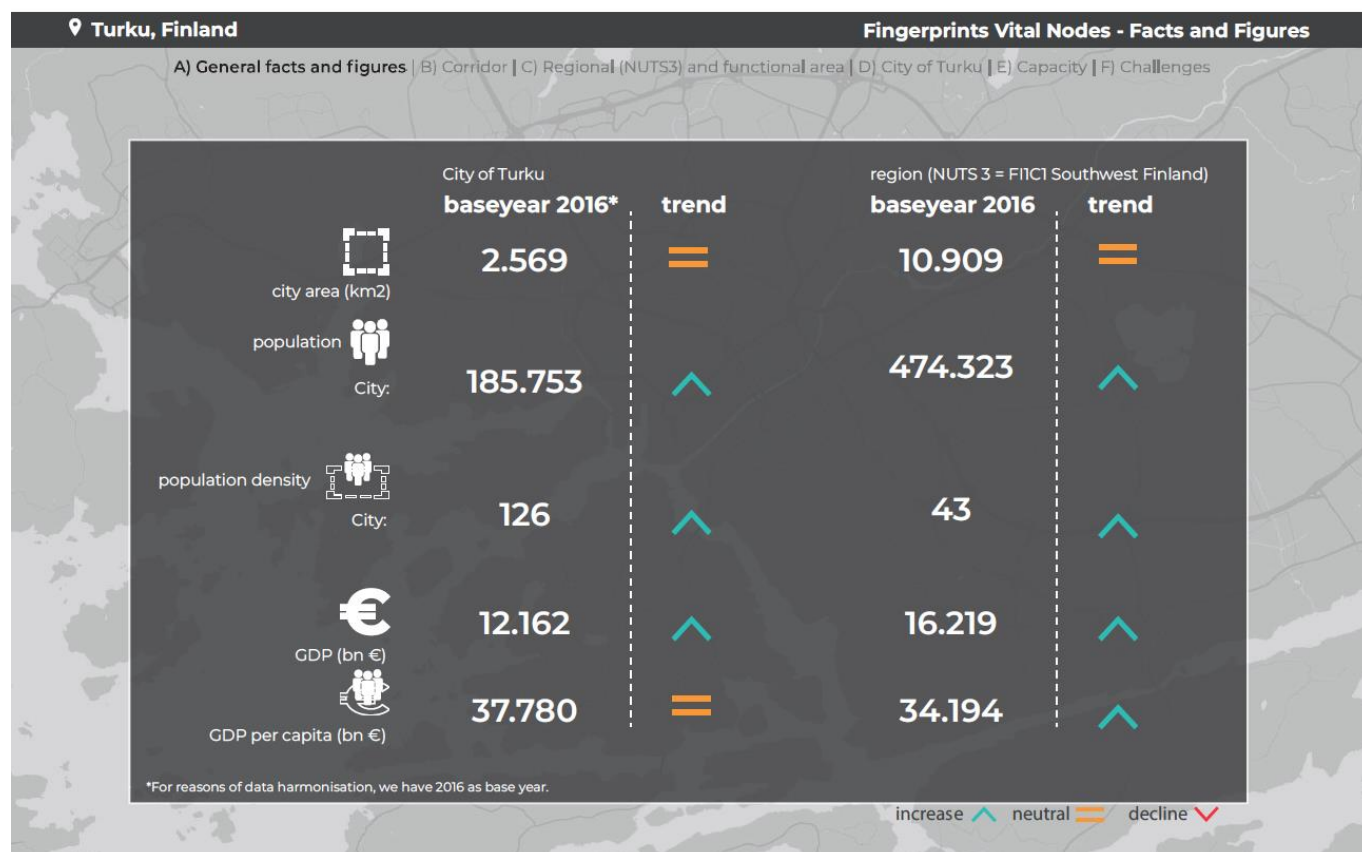 Turku, Finland
Fingerprints Vital Nodes - Facts and Figures
A) General facts and figures | B) Corridor | C) Regional (NUTS3) and functional area | D) City of Turku | E) Capacity | F) Challenges
City of Turku
region (NUTS 3 = FI1C1 Southwest Finland)
baseyear 2016* trend
baseyear 2016 trend
2.569
10.909
city area (km2)
population
City:
185.753
474.323
population density
City:
126
43
€
12.162
16.219
GDP (bn €)
37.780
34.194
GDP per capita (bn €)
*For reasons of data harmonisation, we have 2016 as base year.
increase neutral decline